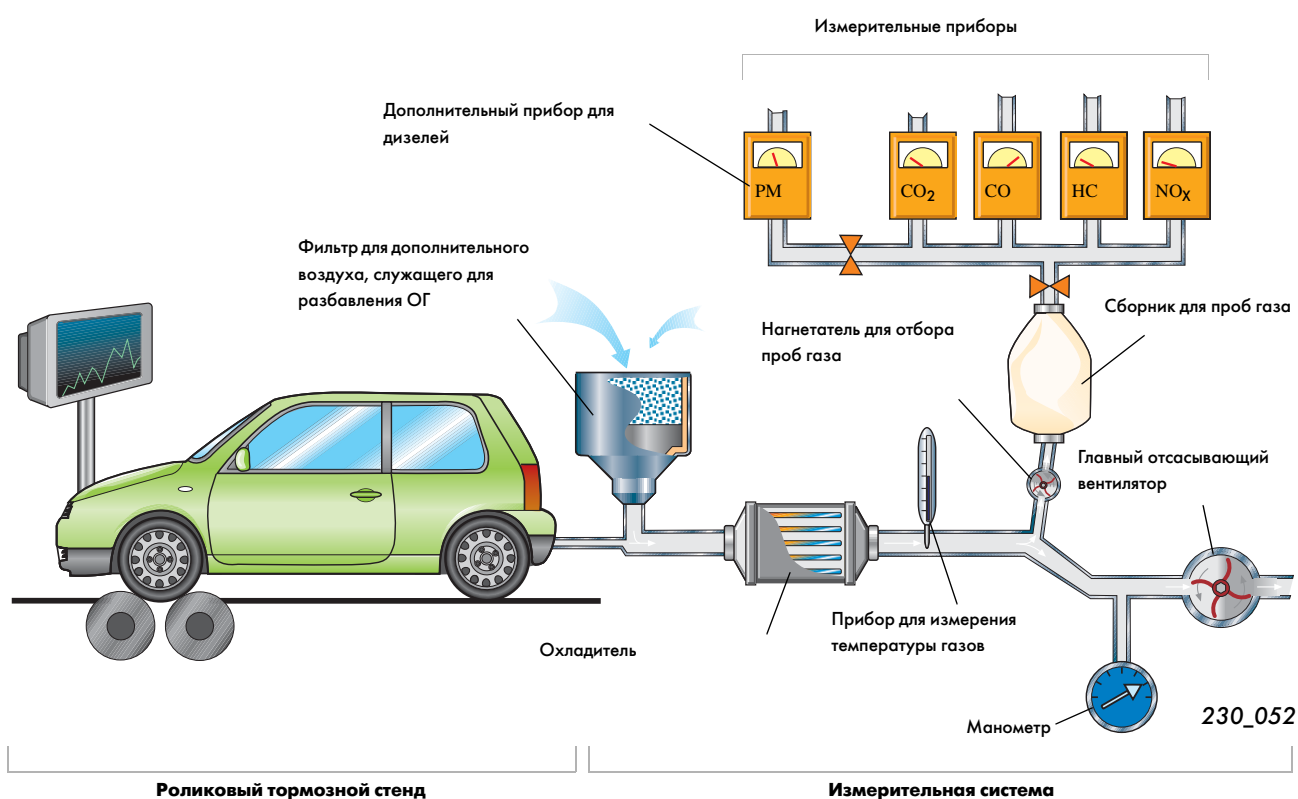 Измерительные приборы
Дополнительный прибор для
дизелей
PM
CO2
CO
HC
NOX
Фильтр для дополнительного
воздуха, служащего для
разбавления ОГ
Нагнетатель для отбора
проб газа
Сборник для проб газа
Главный отсасывающий
вентилятор
Охладитель
Прибор для измерения
температуры газов
Манометр
230_052
Роликовый тормозной стенд
Измерительная система